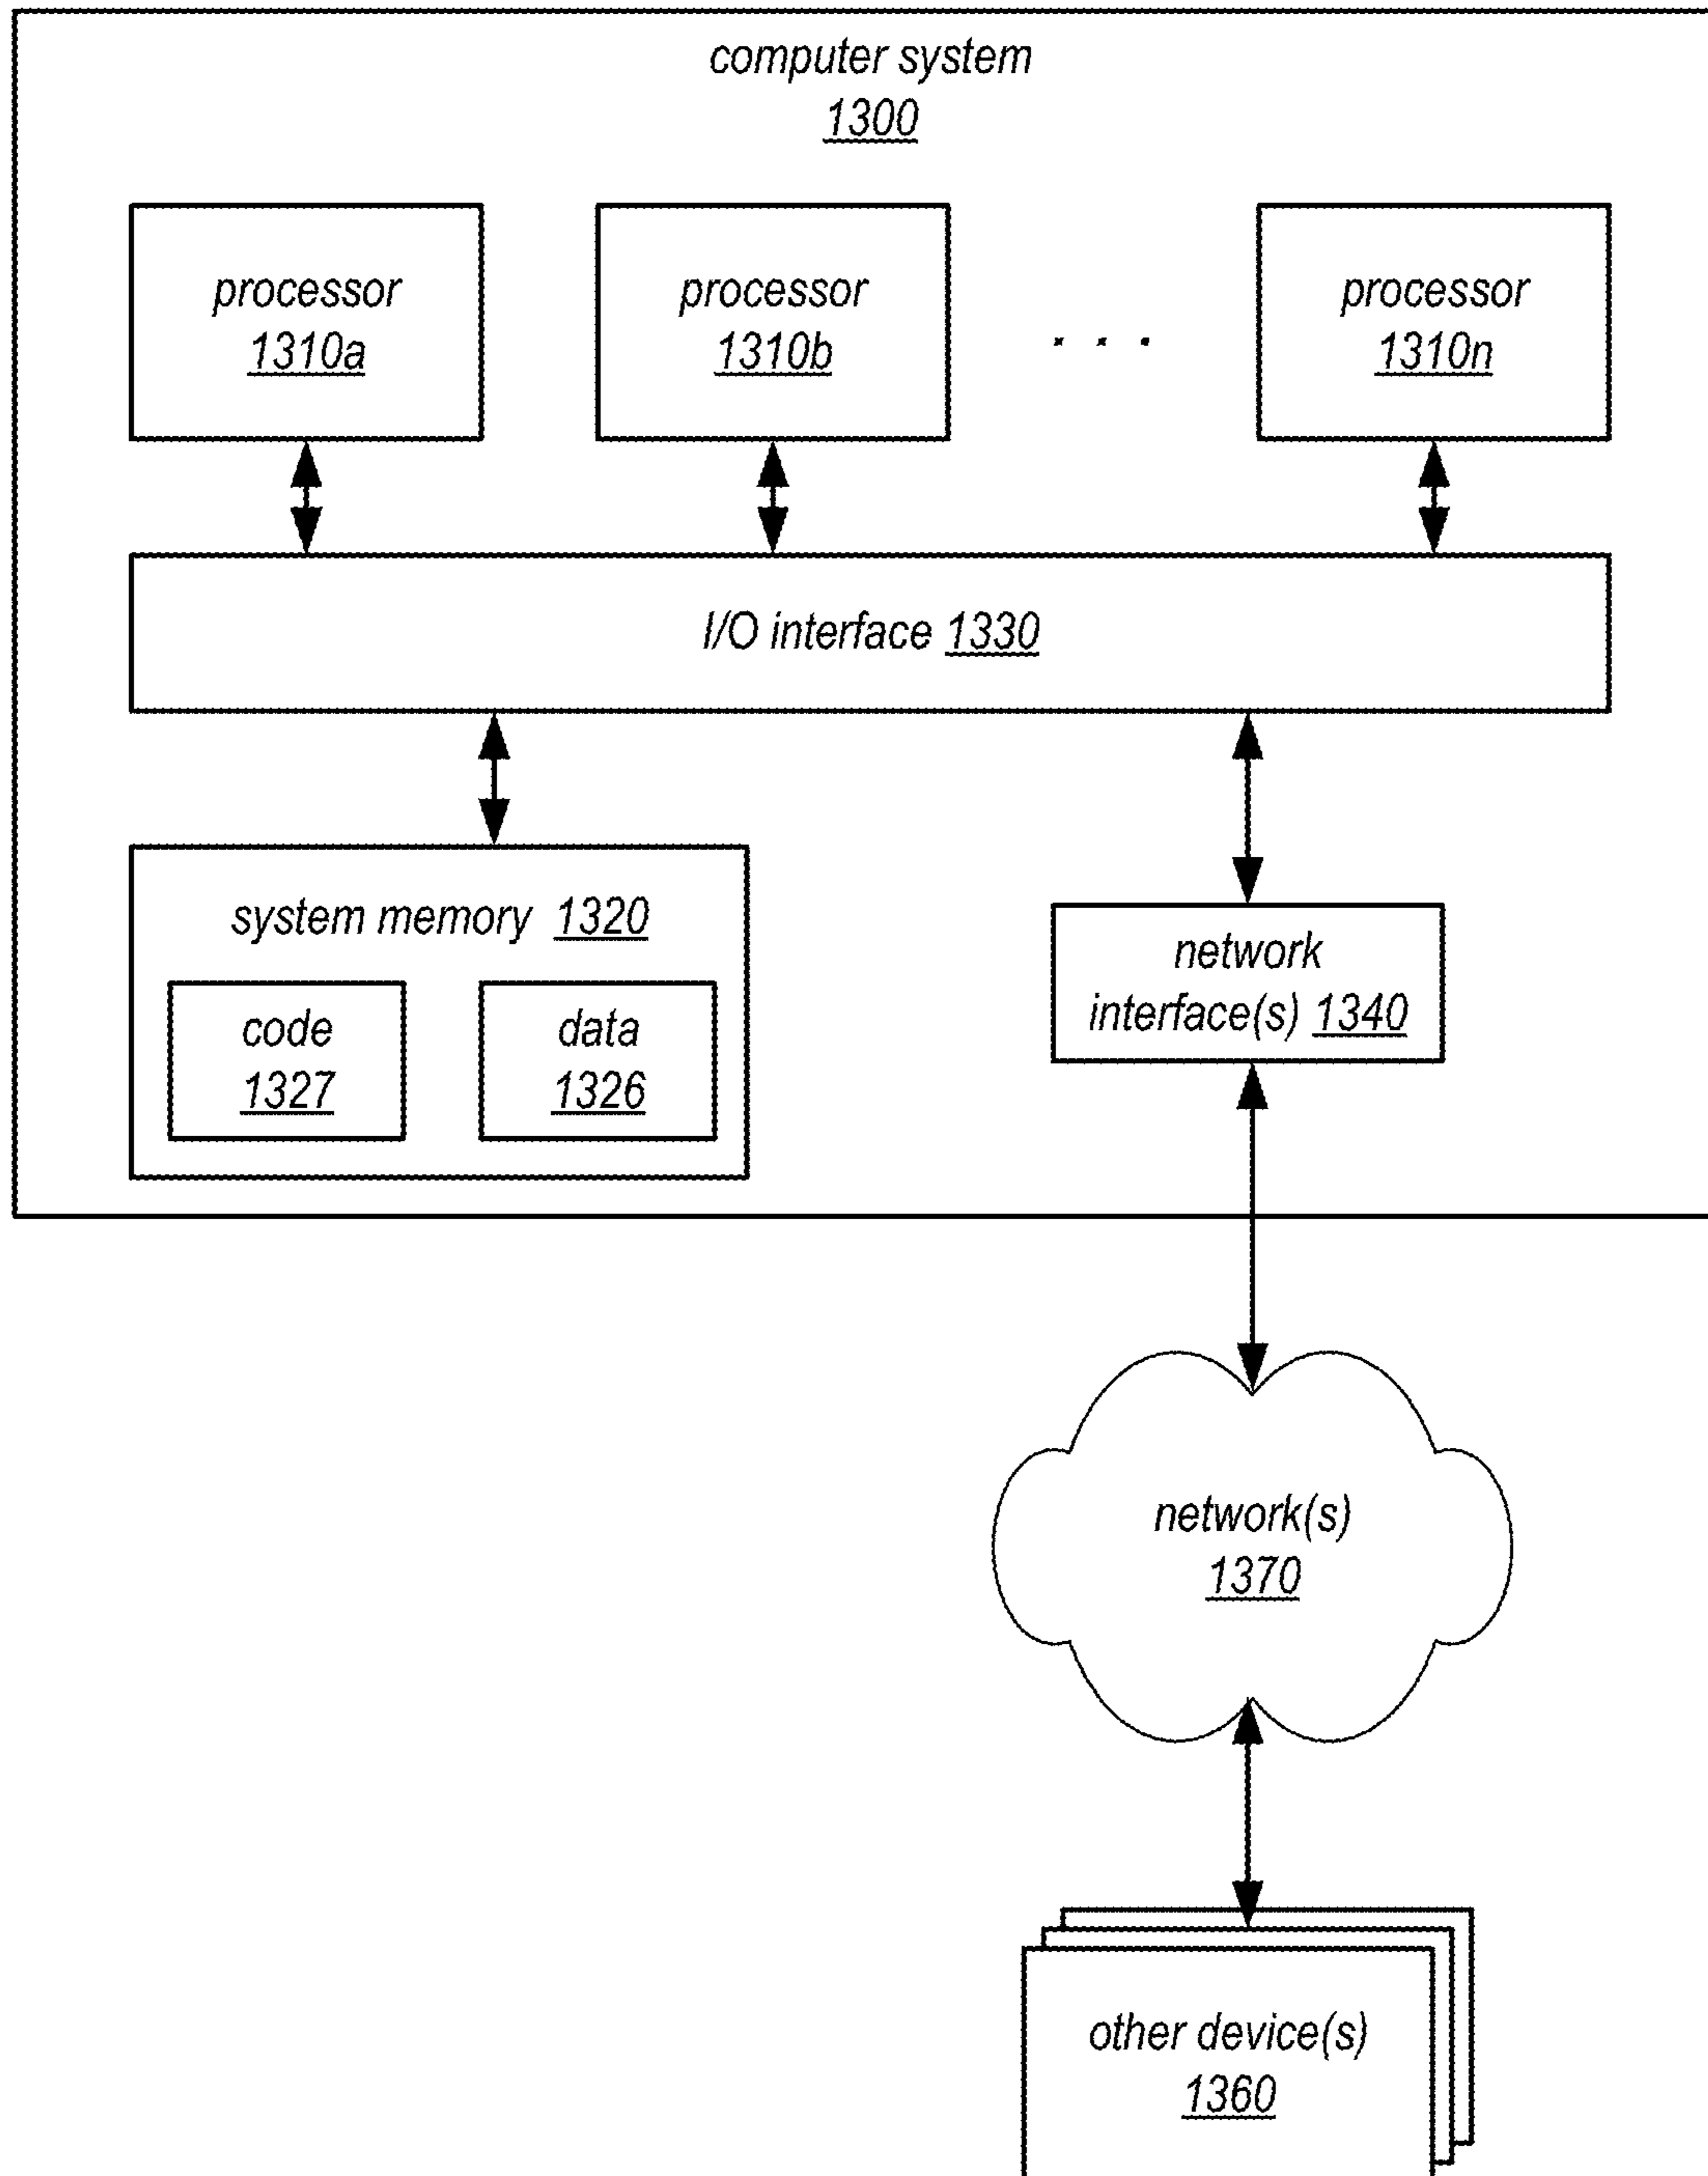 computer system
1300
processor
1310a
processor
1310b
. . .
processor
1310n
I/O interface 1330
system memory 1320
code
1327
data
1326
network
interface(s) 1340
network(s)
1370
other device(s)
1360